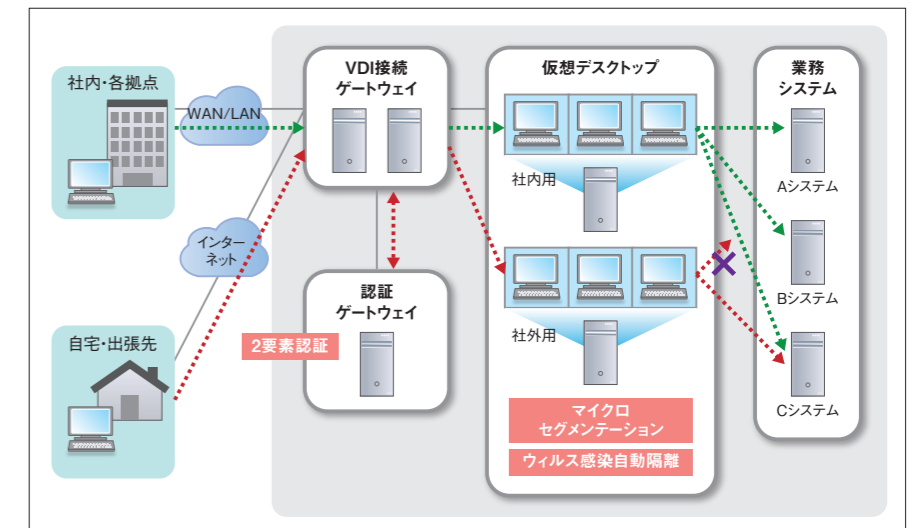 社内・各拠点
WAN/LAN
インター
ネット
自宅・出張先
VDI接続
ゲートウェイ
認証
ゲートウェイ
2要素認証
仮想デスクトップ
社内用
社外用
マイクロ
セグメンテーション
ウィルス感染自動隔離
業務
システム
Aシステム
Bシステム
Cシステム